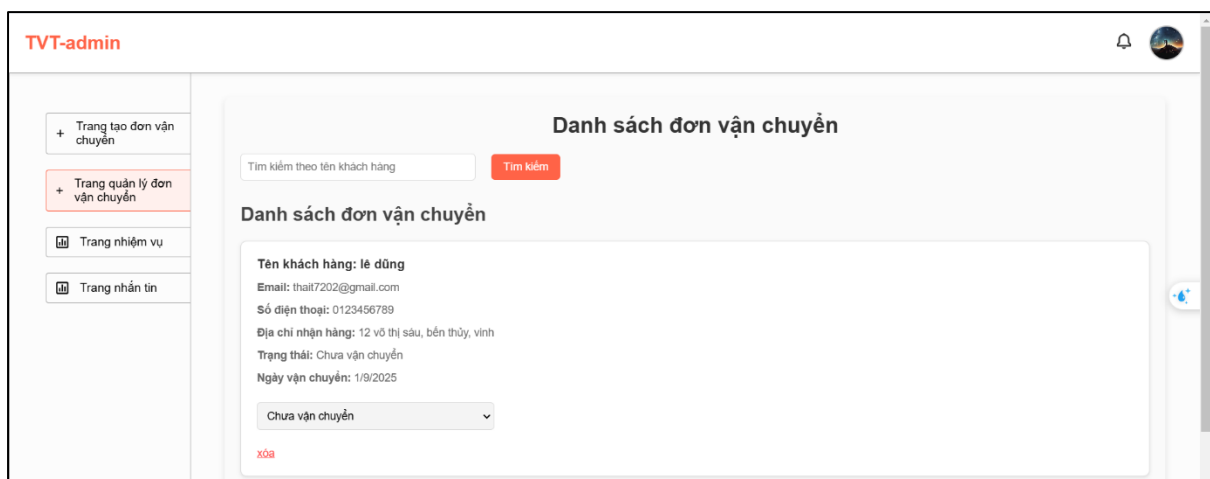 TVT-admin
+ Trang tạo đơn vận
chuyển
+ Trang quản lý đơn
vận chuyển
Trang nhiệm vụ
Trang nhắn tin
Danh sách đơn vận chuyển
Tìm kiếm theo tên khách hàng
Tìm kiếm
Danh sách đơn vận chuyển
Tên khách hàng: lê dũng
Email: thait7202@gmail.com
Số điện thoại: 0123456789
Địa chỉ nhận hàng: 12 võ thị sáu, bến thủy, vinh
Trạng thái: Chưa vận chuyển
Ngày vận chuyển: 1/9/2025
Chưa vận chuyển
xóa